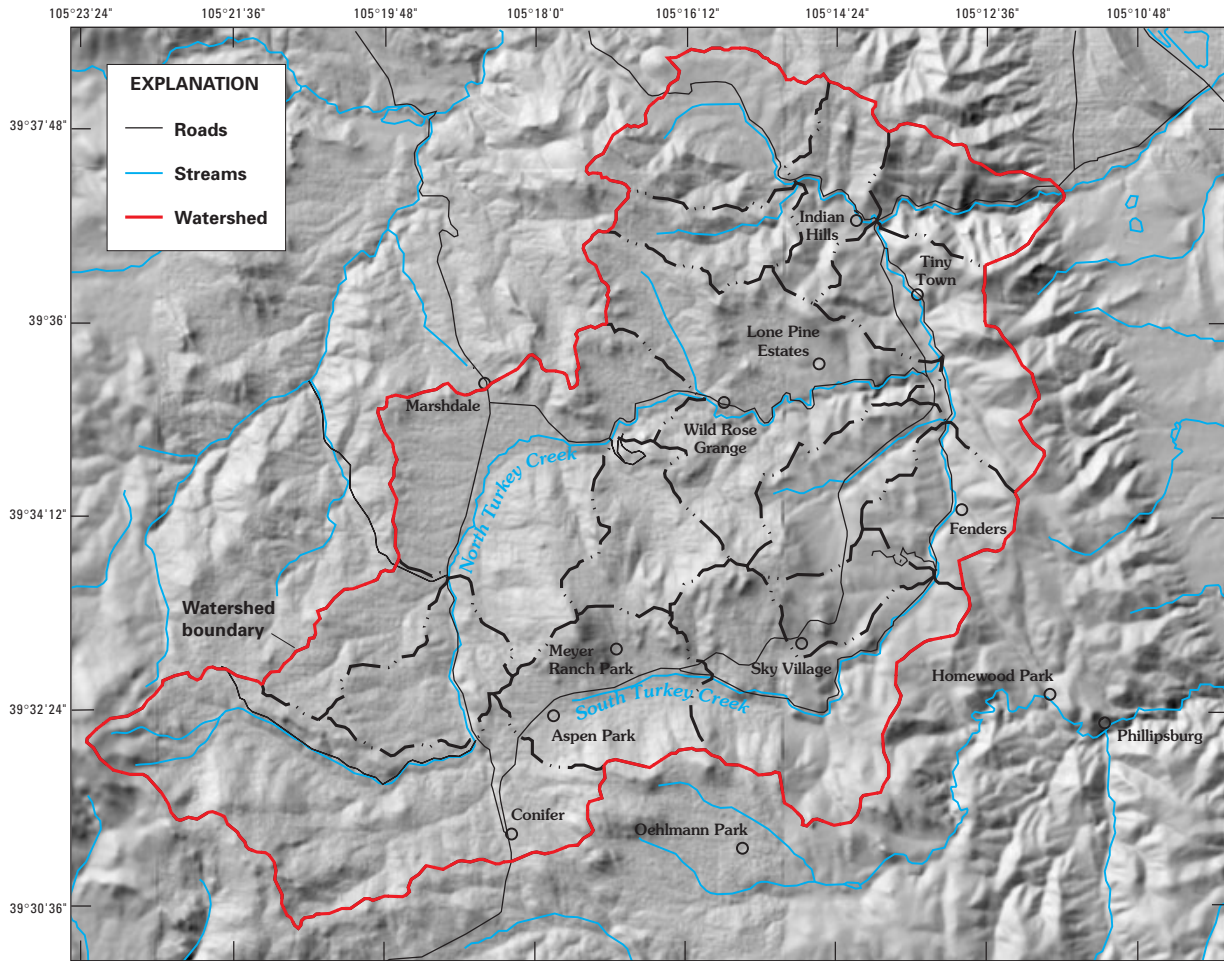 105°23'24"
105°21'36"
105°19'48"
105°18'0"
105°16'12"
105°14'24"
105°12'36"
105°10'48"
EXPLANATION
Roads
Streams
Watershed
39°37'48"
39°36'
39°34'12"
39°32'24"
39°30'36"
Indian
Hills
Tiny
Town
Lone Pine
Estates
Marshdale
Wild Rose
Grange
North Turkey Creek
Fenders
Watershed
boundary
Meyer
Ranch Park
Sky Village
Homewood Park
South Turkey Creek
Aspen Park
Phillipsburg
Conifer
Oehlmann Park